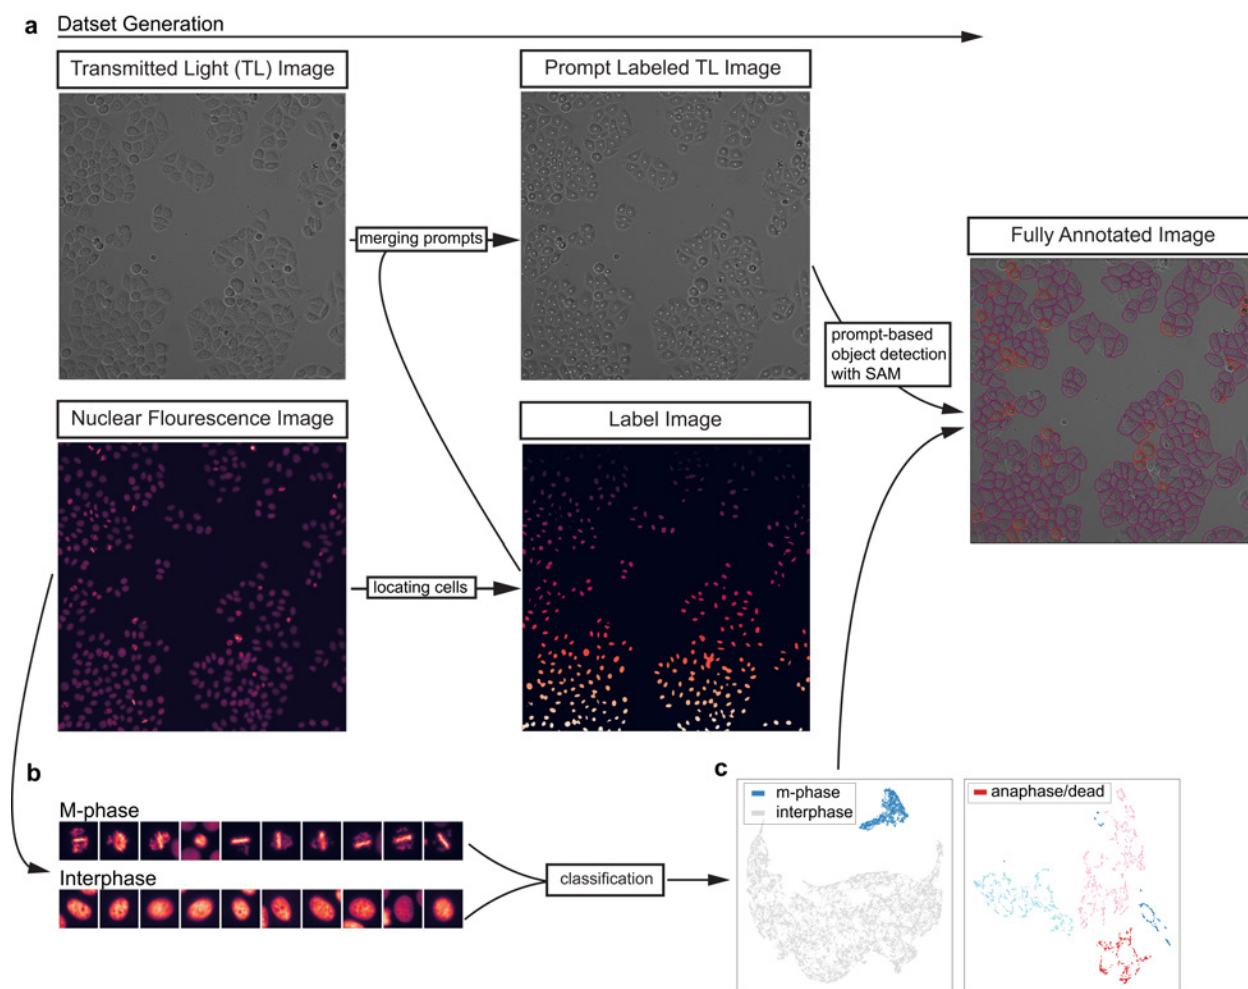 a Datset Generation
Transmitted Light (TL) Image
Prompt Labeled TL Image
merging prompts
Fully Annotated Image
prompt-based
object detection
with SAM
Nuclear Flourescence Image
Label Image
locating cells
b
M-phase
Interphase
classification
c
m-phase
interphase
anaphase/dead